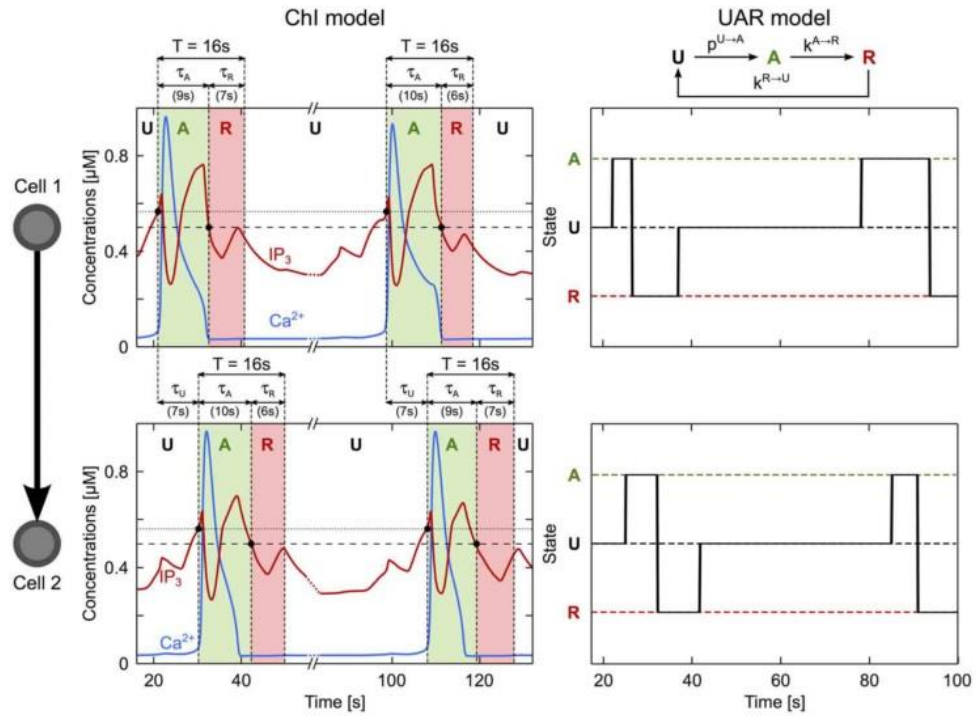 ChI model
UAR model
T = 16s
T = 16s
τA
τR
τA
τR
(9s)
(7s)
(10s)
(6s)
U
pU→A
A
kA→R
R
kR→U
Cell 1
Cell 2
Concentrations [µM]
0.8
0.4
0
U
A
R
U
A
R
U
IP3
Ca2+
State
A
U
R
T = 16s
T = 16s
τU
τA
τR
τU
τA
τR
(7s)
(10s)
(6s)
(7s)
(9s)
(7s)
Concentrations [µM]
0.8
0.4
0
U
A
R
U
A
R
U
IP3
Ca2+
20
40
100
120
Time [s]
State
A
U
R
20
40
60
80
100
Time [s]